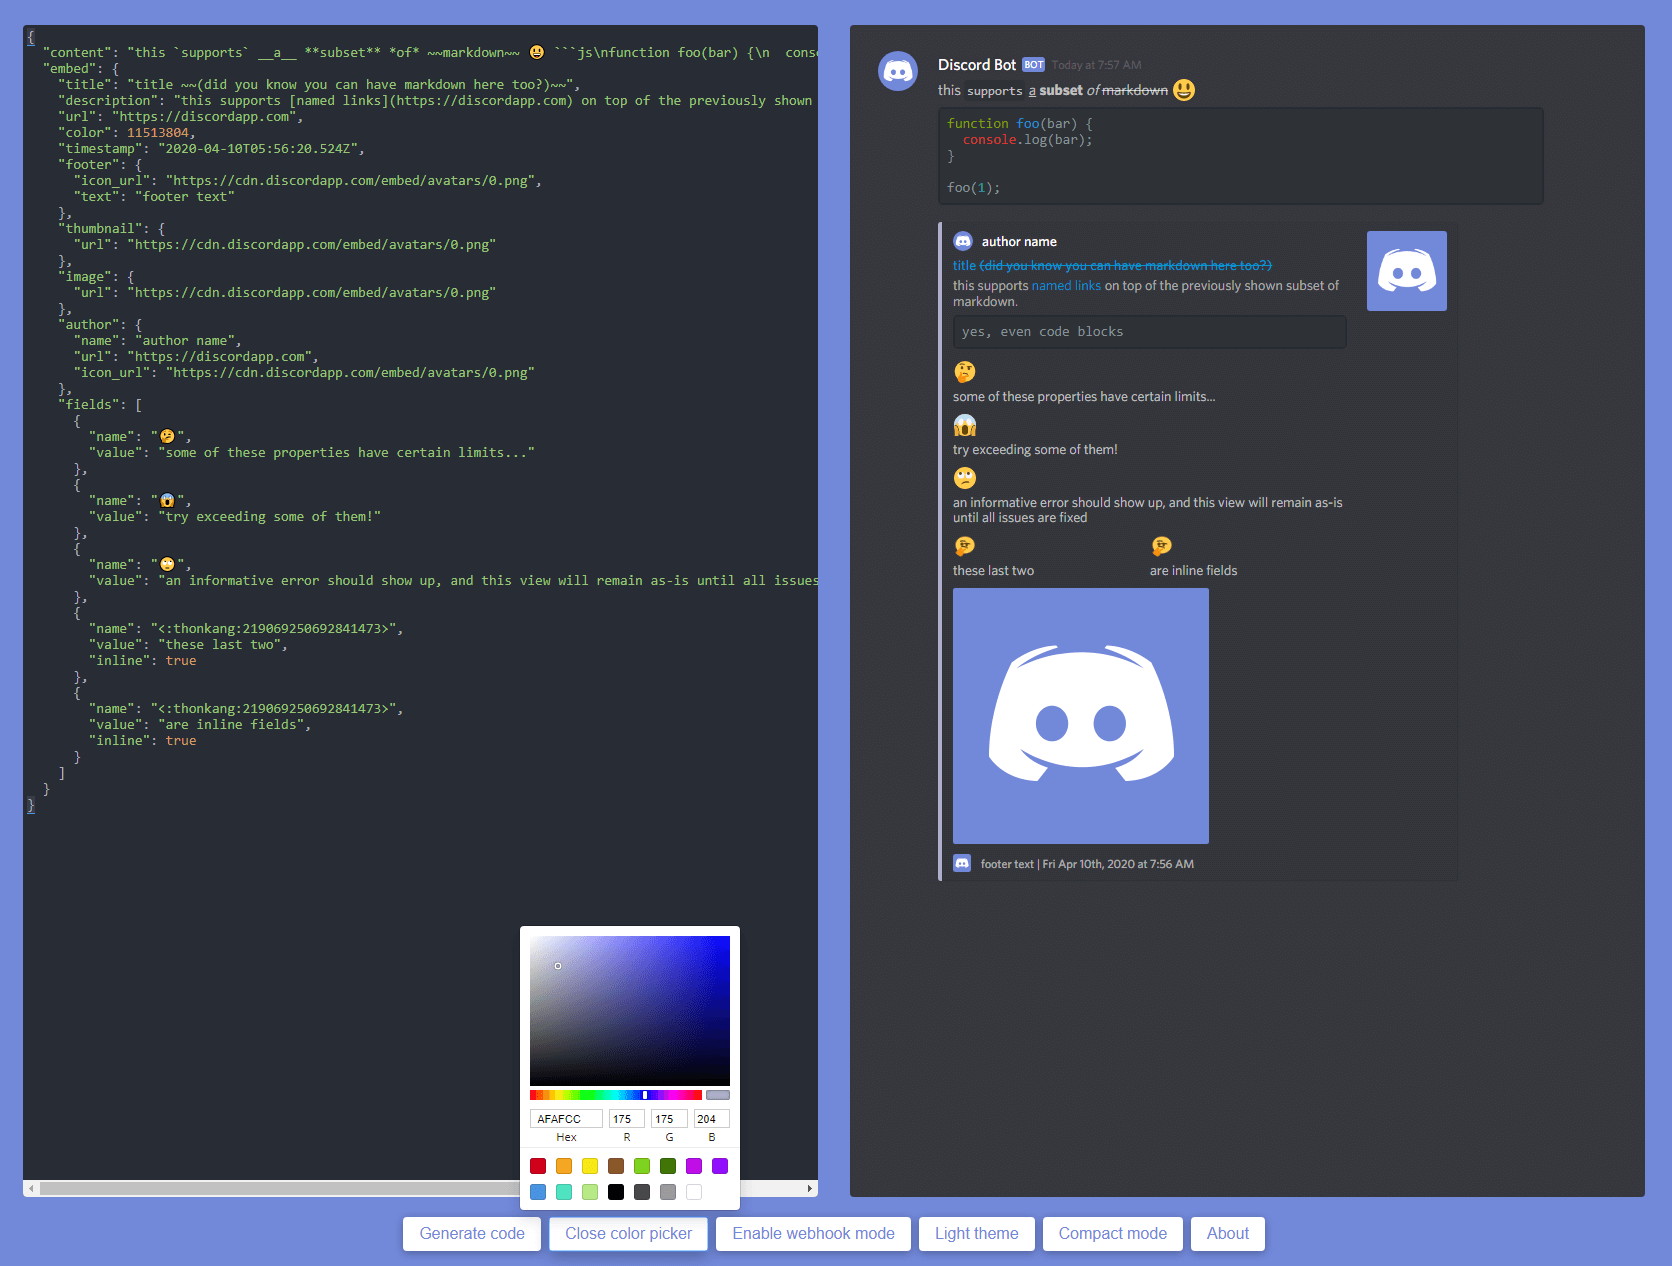 {
"content": "this `supports` __a__ **subset** *of* ~~markdown~~ 😃 ```js\nfunction foo(bar) {\n  conso
"embed": {
"title": "title ~~(did you know you can have markdown here too?)~~",
"description": "this supports [named links](https://discordapp.com) on top of the previously shown
"url": "https://discordapp.com",
"color": 11513804,
"timestamp": "2020-04-10T05:56:20.524Z",
"footer": {
"icon_url": "https://cdn.discordapp.com/embed/avatars/0.png",
"text": "footer text"
},
"thumbnail": {
"url": "https://cdn.discordapp.com/embed/avatars/0.png"
},
"image": {
"url": "https://cdn.discordapp.com/embed/avatars/0.png"
},
"author": {
"name": "author name",
"url": "https://discordapp.com",
"icon_url": "https://cdn.discordapp.com/embed/avatars/0.png"
},
"fields": [
{
"name": "🤔",
"value": "some of these properties have certain limits..."
},
{
"name": "😱",
"value": "try exceeding some of them!"
},
{
"name": "🙄",
"value": "an informative error should show up, and this view will remain as-is until all issues
},
{
"name": "<:thonkang:219069250692841473>",
"value": "these last two",
"inline": true
},
{
"name": "<:thonkang:219069250692841473>",
"value": "are inline fields",
"inline": true
}
]
}
}
Discord Bot BOT Today at 7:57 AM
this supports a subset of markdown 😃
function foo(bar) {
console.log(bar);
}
foo(1);
author name
title (did you know you can have markdown here too?)
this supports named links on top of the previously shown subset of
markdown.
yes, even code blocks
🤔
some of these properties have certain limits...
😱
try exceeding some of them!
🙄
an informative error should show up, and this view will remain as-is
until all issues are fixed
these last two are inline fields
footer text | Fri Apr 10th, 2020 at 7:56 AM
AFAFCC 175 175 204
Hex R G B
Generate code Close color picker Enable webhook mode Light theme Compact mode About